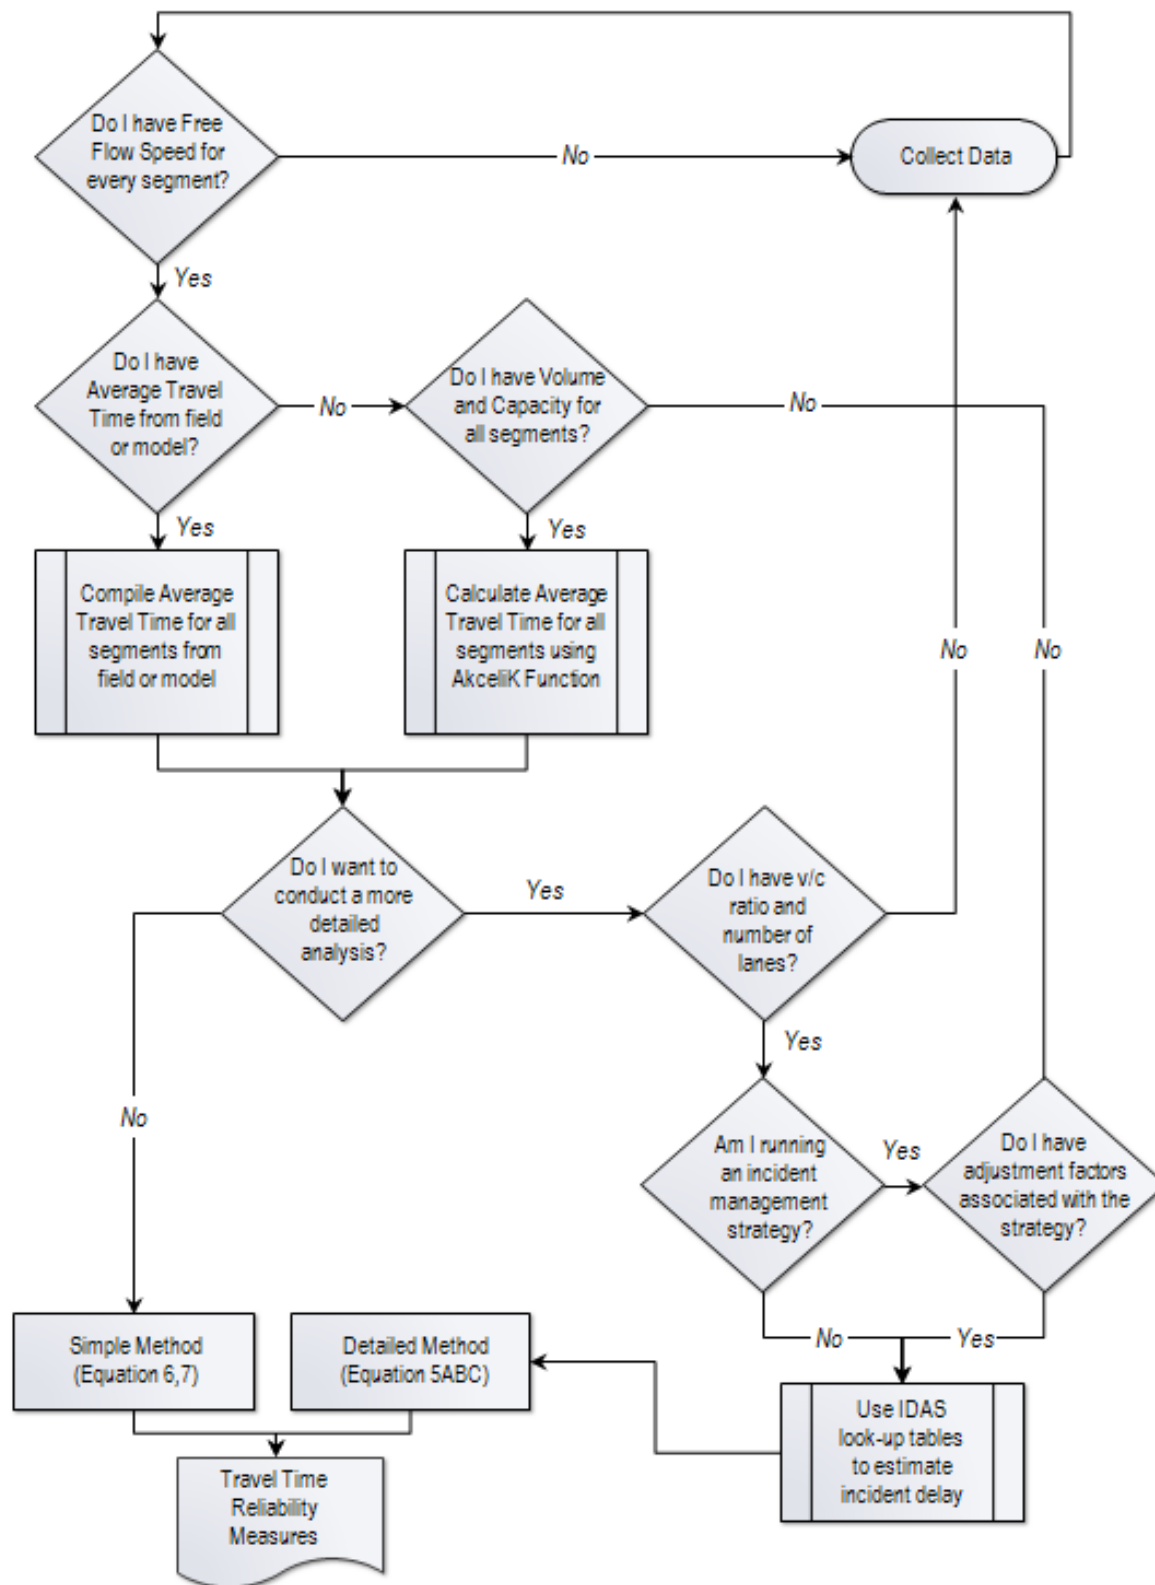 Do I have Free
Flow Speed for
every segment?
No
Collect Data
Yes
Do I have
Average Travel
Time from field
or model?
No
Do I have Volume
and Capacity for
all segments?
No
Yes
Yes
Compile Average
Travel Time for all
segments from
field or model
Calculate Average
Travel Time for all
segments using
AkceliK Function
No
No
Do I want to
conduct a more
detailed
analysis?
Yes
Do I have v/c
ratio and
number of
lanes?
Yes
No
Am I running
an incident
management
strategy?
Yes
Do I have
adjustment factors
associated with the
strategy?
No
Yes
Simple Method
(Equation 6,7)
Detailed Method
(Equation 5ABC)
Use IDAS
look-up tables
to estimate
incident delay
Travel Time
Reliability
Measures